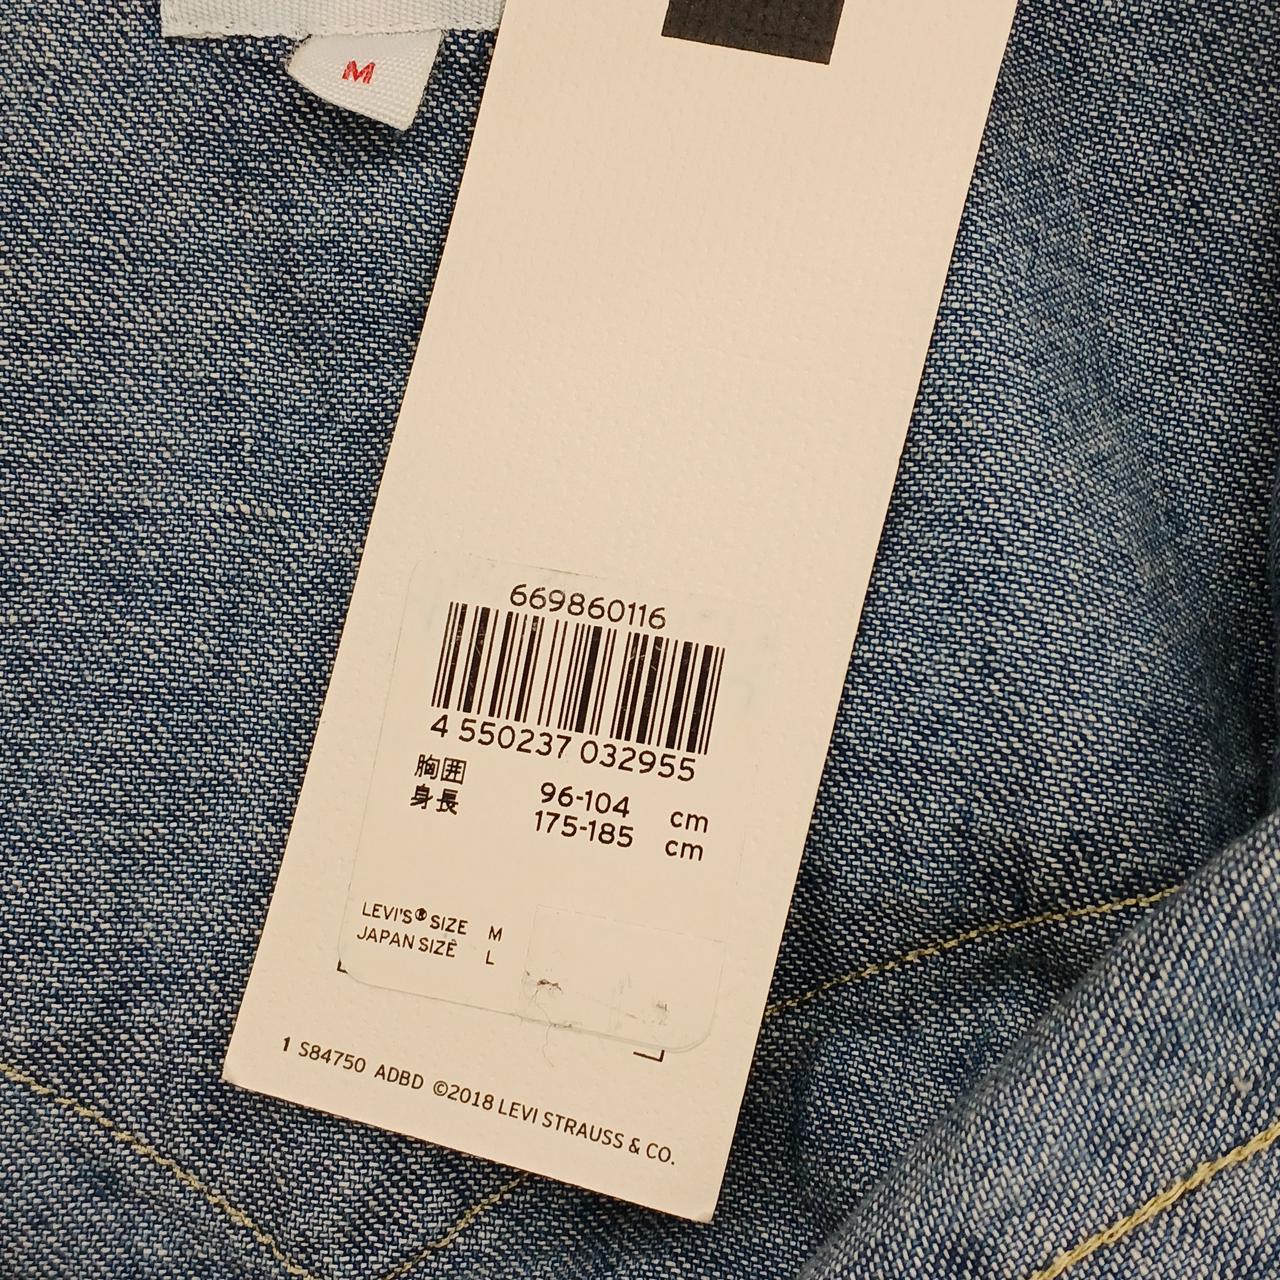 M
669860116
4 550237 032955
胸囲 96-104 cm
身長 175-185 cm
LEVI'S® SIZE M
JAPAN SIZE L
1 S84750 ADBD ©2018 LEVI STRAUSS & CO.